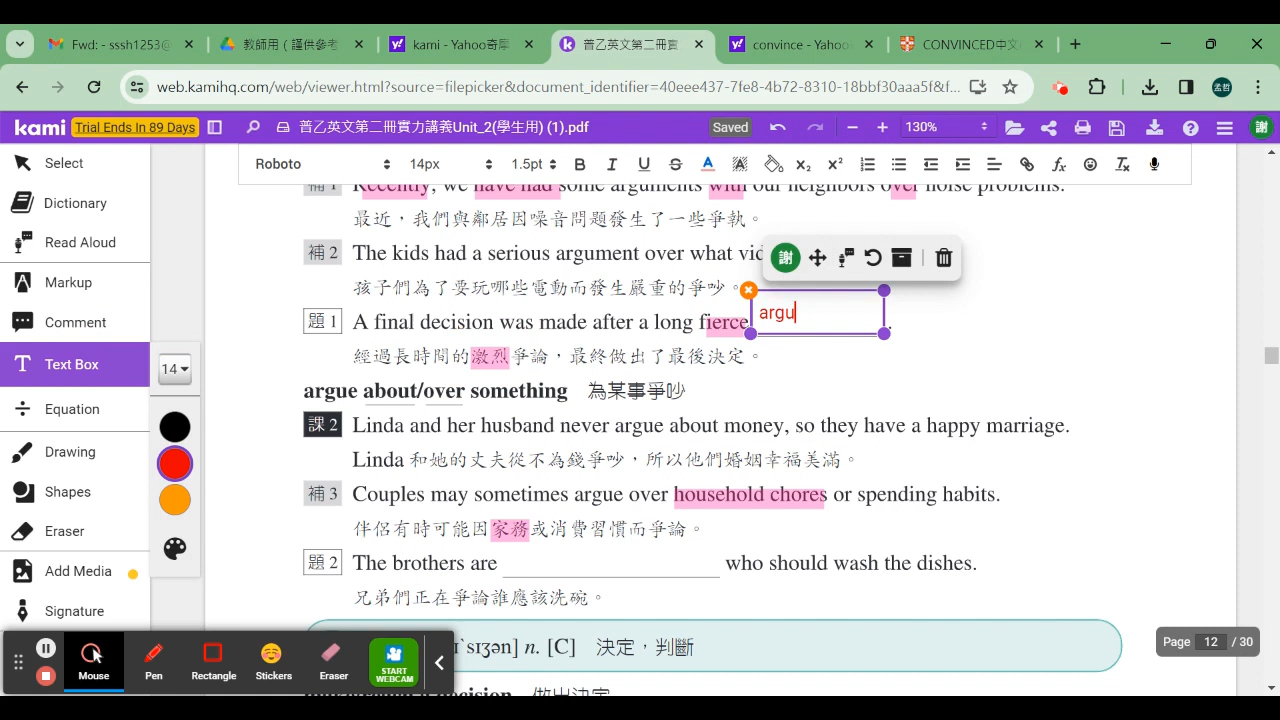 Fwd: - sssh1253@
教師用（謹供參考
kami - Yahoo奇摩
普乙英文第二冊實
convince - Yahoo
CONVINCED中文
web.kamihq.com/web/viewer.html?source=filepicker&document_identifier=40eee437-7fe8-4b72-8310-18bbf30aaa5f&f...
孟哲
kami Trial Ends In 89 Days 普乙英文第二冊實力講義Unit_2(學生用) (1).pdf Saved 130% 謝
Select
Roboto 14px 1.5pt
Dictionary
Read Aloud
Markup
Comment
Text Box
Equation
Drawing
Shapes
Eraser
Add Media
Signature
14
補 1 Recently, we have had some arguments with our neighbors over noise problems.
最近，我們與鄰居因噪音問題發生了一些爭執。
補 2 The kids had a serious argument over what vid
謝
孩子們為了要玩哪些電動而發生嚴重的爭吵。
argu
題 1 A final decision was made after a long fierce .
經過長時間的激烈爭論，最終做出了最後決定。
argue about/over something 為某事爭吵
課 2 Linda and her husband never argue about money, so they have a happy marriage.
Linda 和她的丈夫從不為錢爭吵，所以他們婚姻幸福美滿。
補 3 Couples may sometimes argue over household chores or spending habits.
伴侶有時可能因家務或消費習慣而爭論。
題 2 The brothers are ____ who should wash the dishes.
兄弟們正在爭論誰應該洗碗。
ɪˋsɪʒən] n. [C] 決定，判斷
decision 做出決定
Page 12 / 30
Mouse
Pen
Rectangle
Stickers
Eraser
START WEBCAM